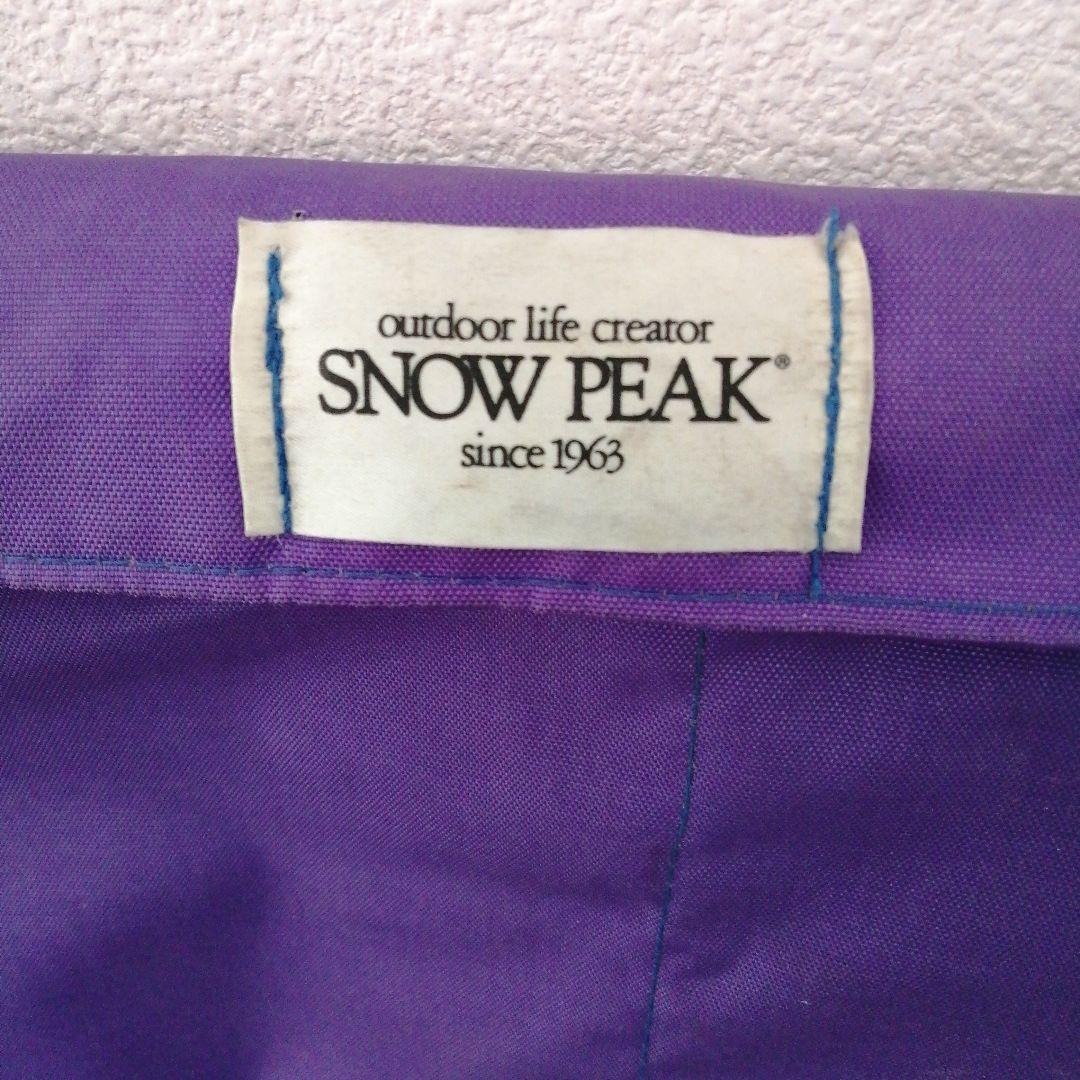 outdoor life creator
SNOW PEAK®
since 1963